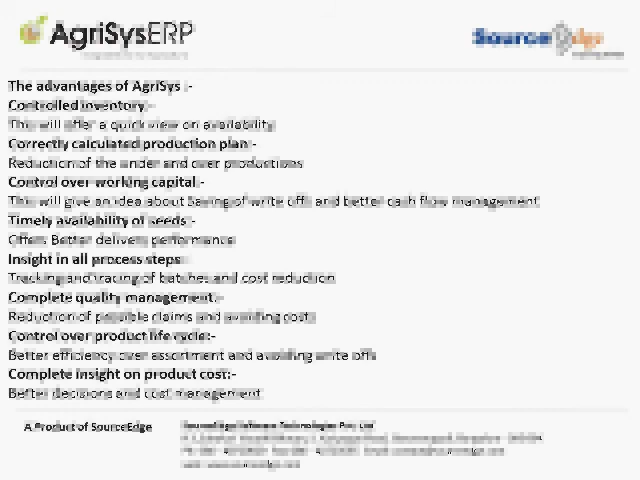 AgriSysERP
SourceEdge
The advantages of AgriSys :-
Controlled inventory:-
This will offer a quick view on availability
Correctly calculated production plan:-
Reduction of the under and over productions
Control over working capital:-
This will give an idea about Saving of write offs and better cash flow management
Timely availability of seeds:-
Offers Better delivery performance
Insight in all process steps
Tracking and tracing of batches and cost reduction
Complete quality management:-
Reduction of possible claims and avoiding costs
Control over product life cycle:-
Better efficiency over assortment and avoiding write offs
Complete insight on product cost:-
Better decisions and cost management
A Product of SourceEdge
SourceEdge Software Technologies Pvt. Ltd